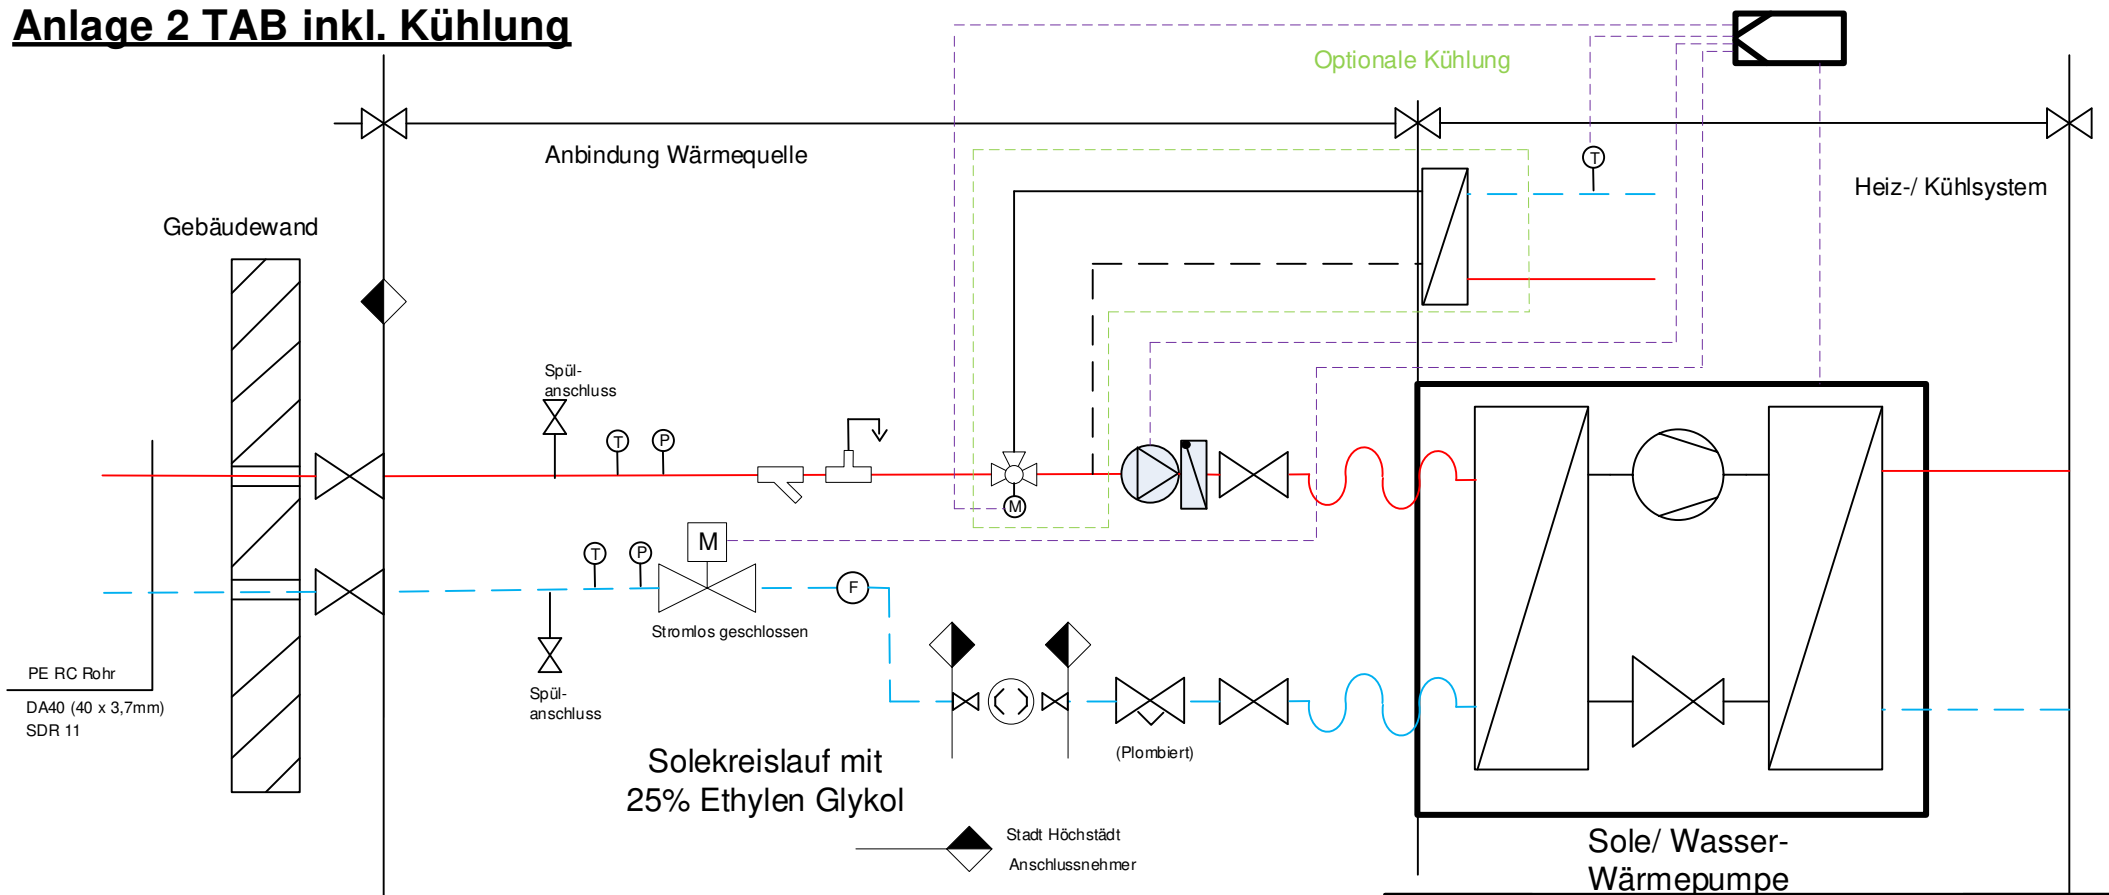 Anlage 2 TAB inkl. Kühlung
Optionale Kühlung
Anbindung Wärmequelle
T
Heiz-/ Kühlsystem
Gebäudewand
Spül-
anschluss
T
P
M
T
P
M
F
Stromlos geschlossen
PE RC Rohr
DA40 (40 x 3,7mm)
SDR 11
Spül-
anschluss
(Plombiert)
Solekreislauf mit
25% Ethylen Glykol
Stadt Höchstädt
Anschlussnehmer
Sole/ Wasser-
Wärmepumpe